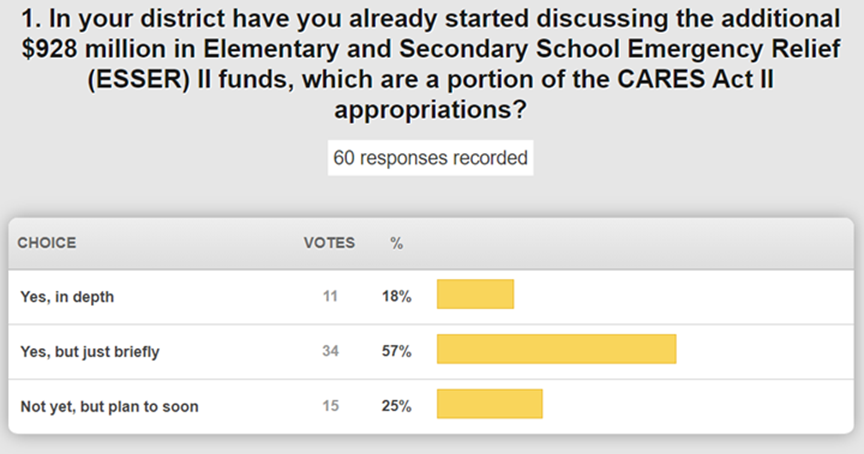 1. In your district have you already started discussing the additional
$928 million in Elementary and Secondary School Emergency Relief
(ESSER) II funds, which are a portion of the CARES Act II
appropriations?
60 responses recorded
CHOICE VOTES %
Yes, in depth 11 18%
Yes, but just briefly 34 57%
Not yet, but plan to soon 15 25%